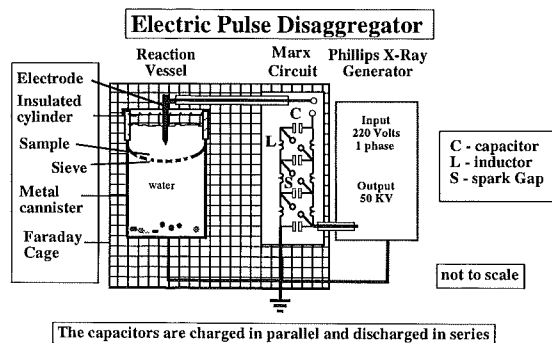 Electric Pulse Disaggregator
Reaction
Vessel
Marx
Circuit
Phillips X-Ray
Generator
Electrode
Insulated
cylinder
Sample
Sieve
Metal
cannister
Faraday
Cage
water
C
L
S
Input
220 Volts
1 phase
Output
50 KV
C - capacitor
L - inductor
S - spark Gap
not to scale
The capacitors are charged in parallel and discharged in series